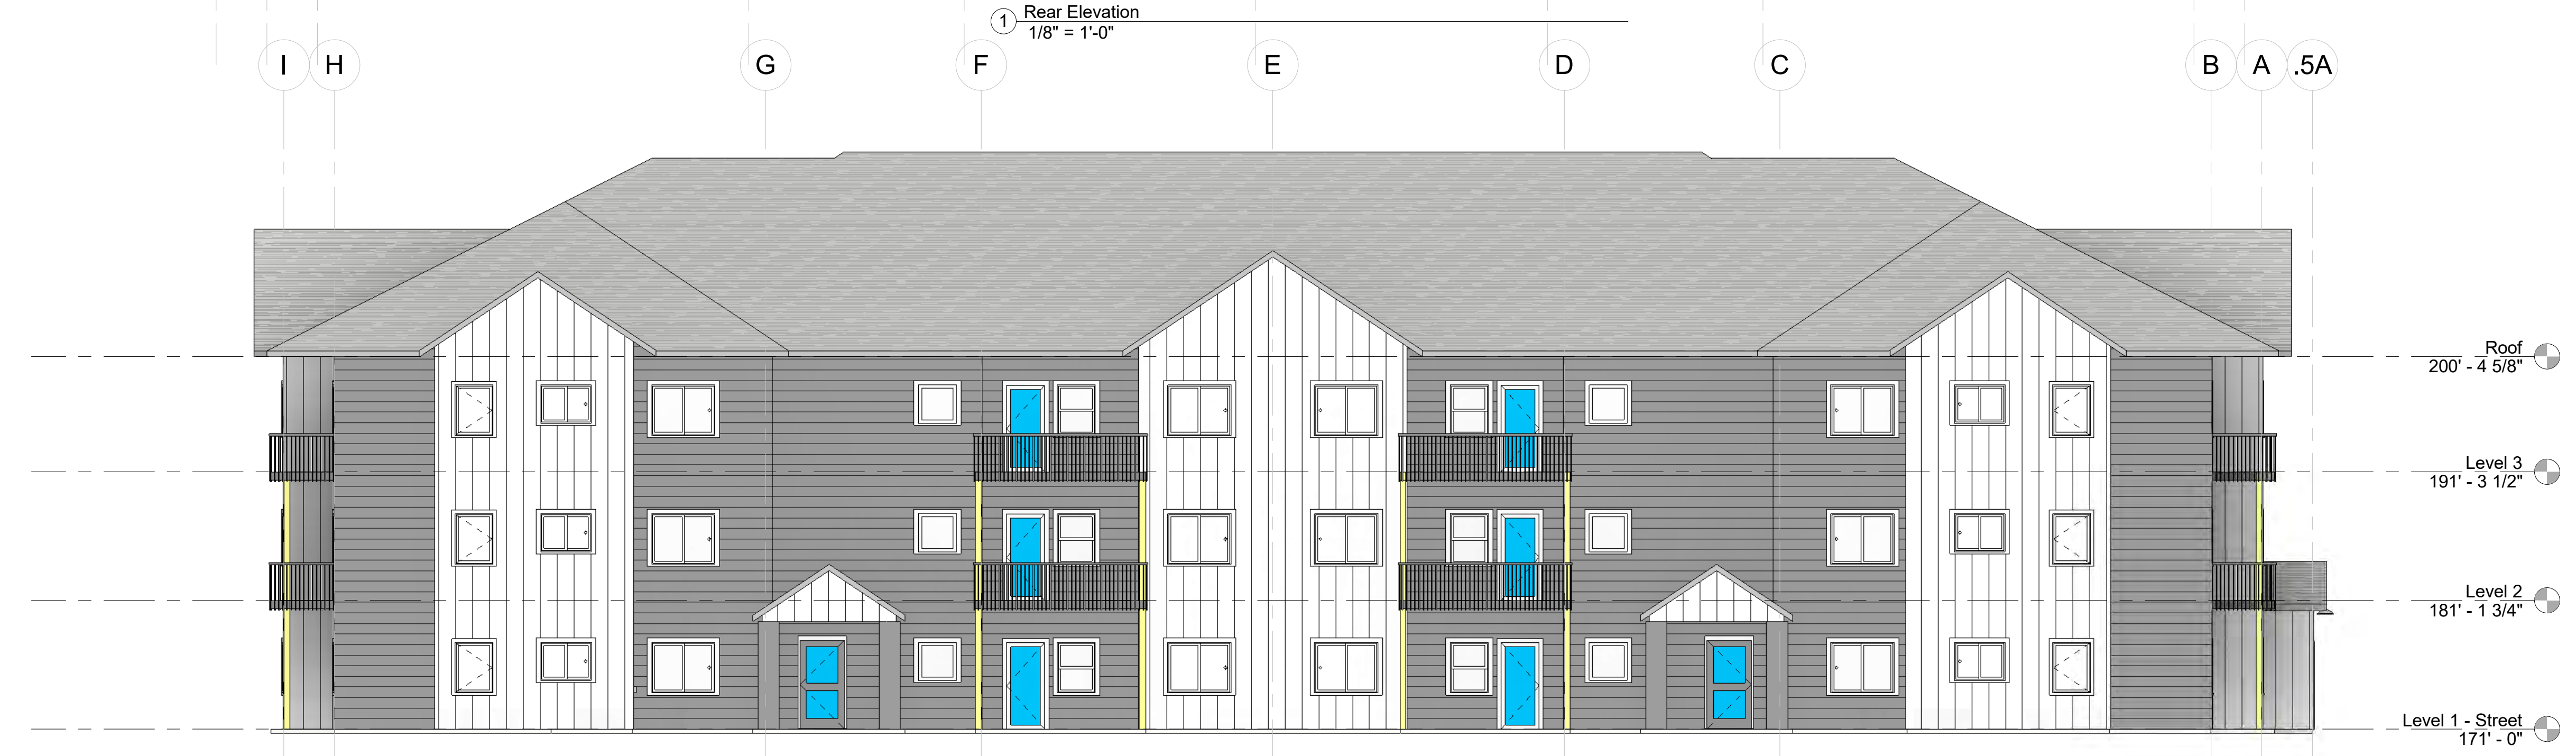 1 Rear Elevation
1/8" = 1'-0"
I H G F E D C B A .5A
Roof
200' - 4 5/8"
Level 3
191' - 3 1/2"
Level 2
181' - 1 3/4"
Level 1 - Street
171' - 0"